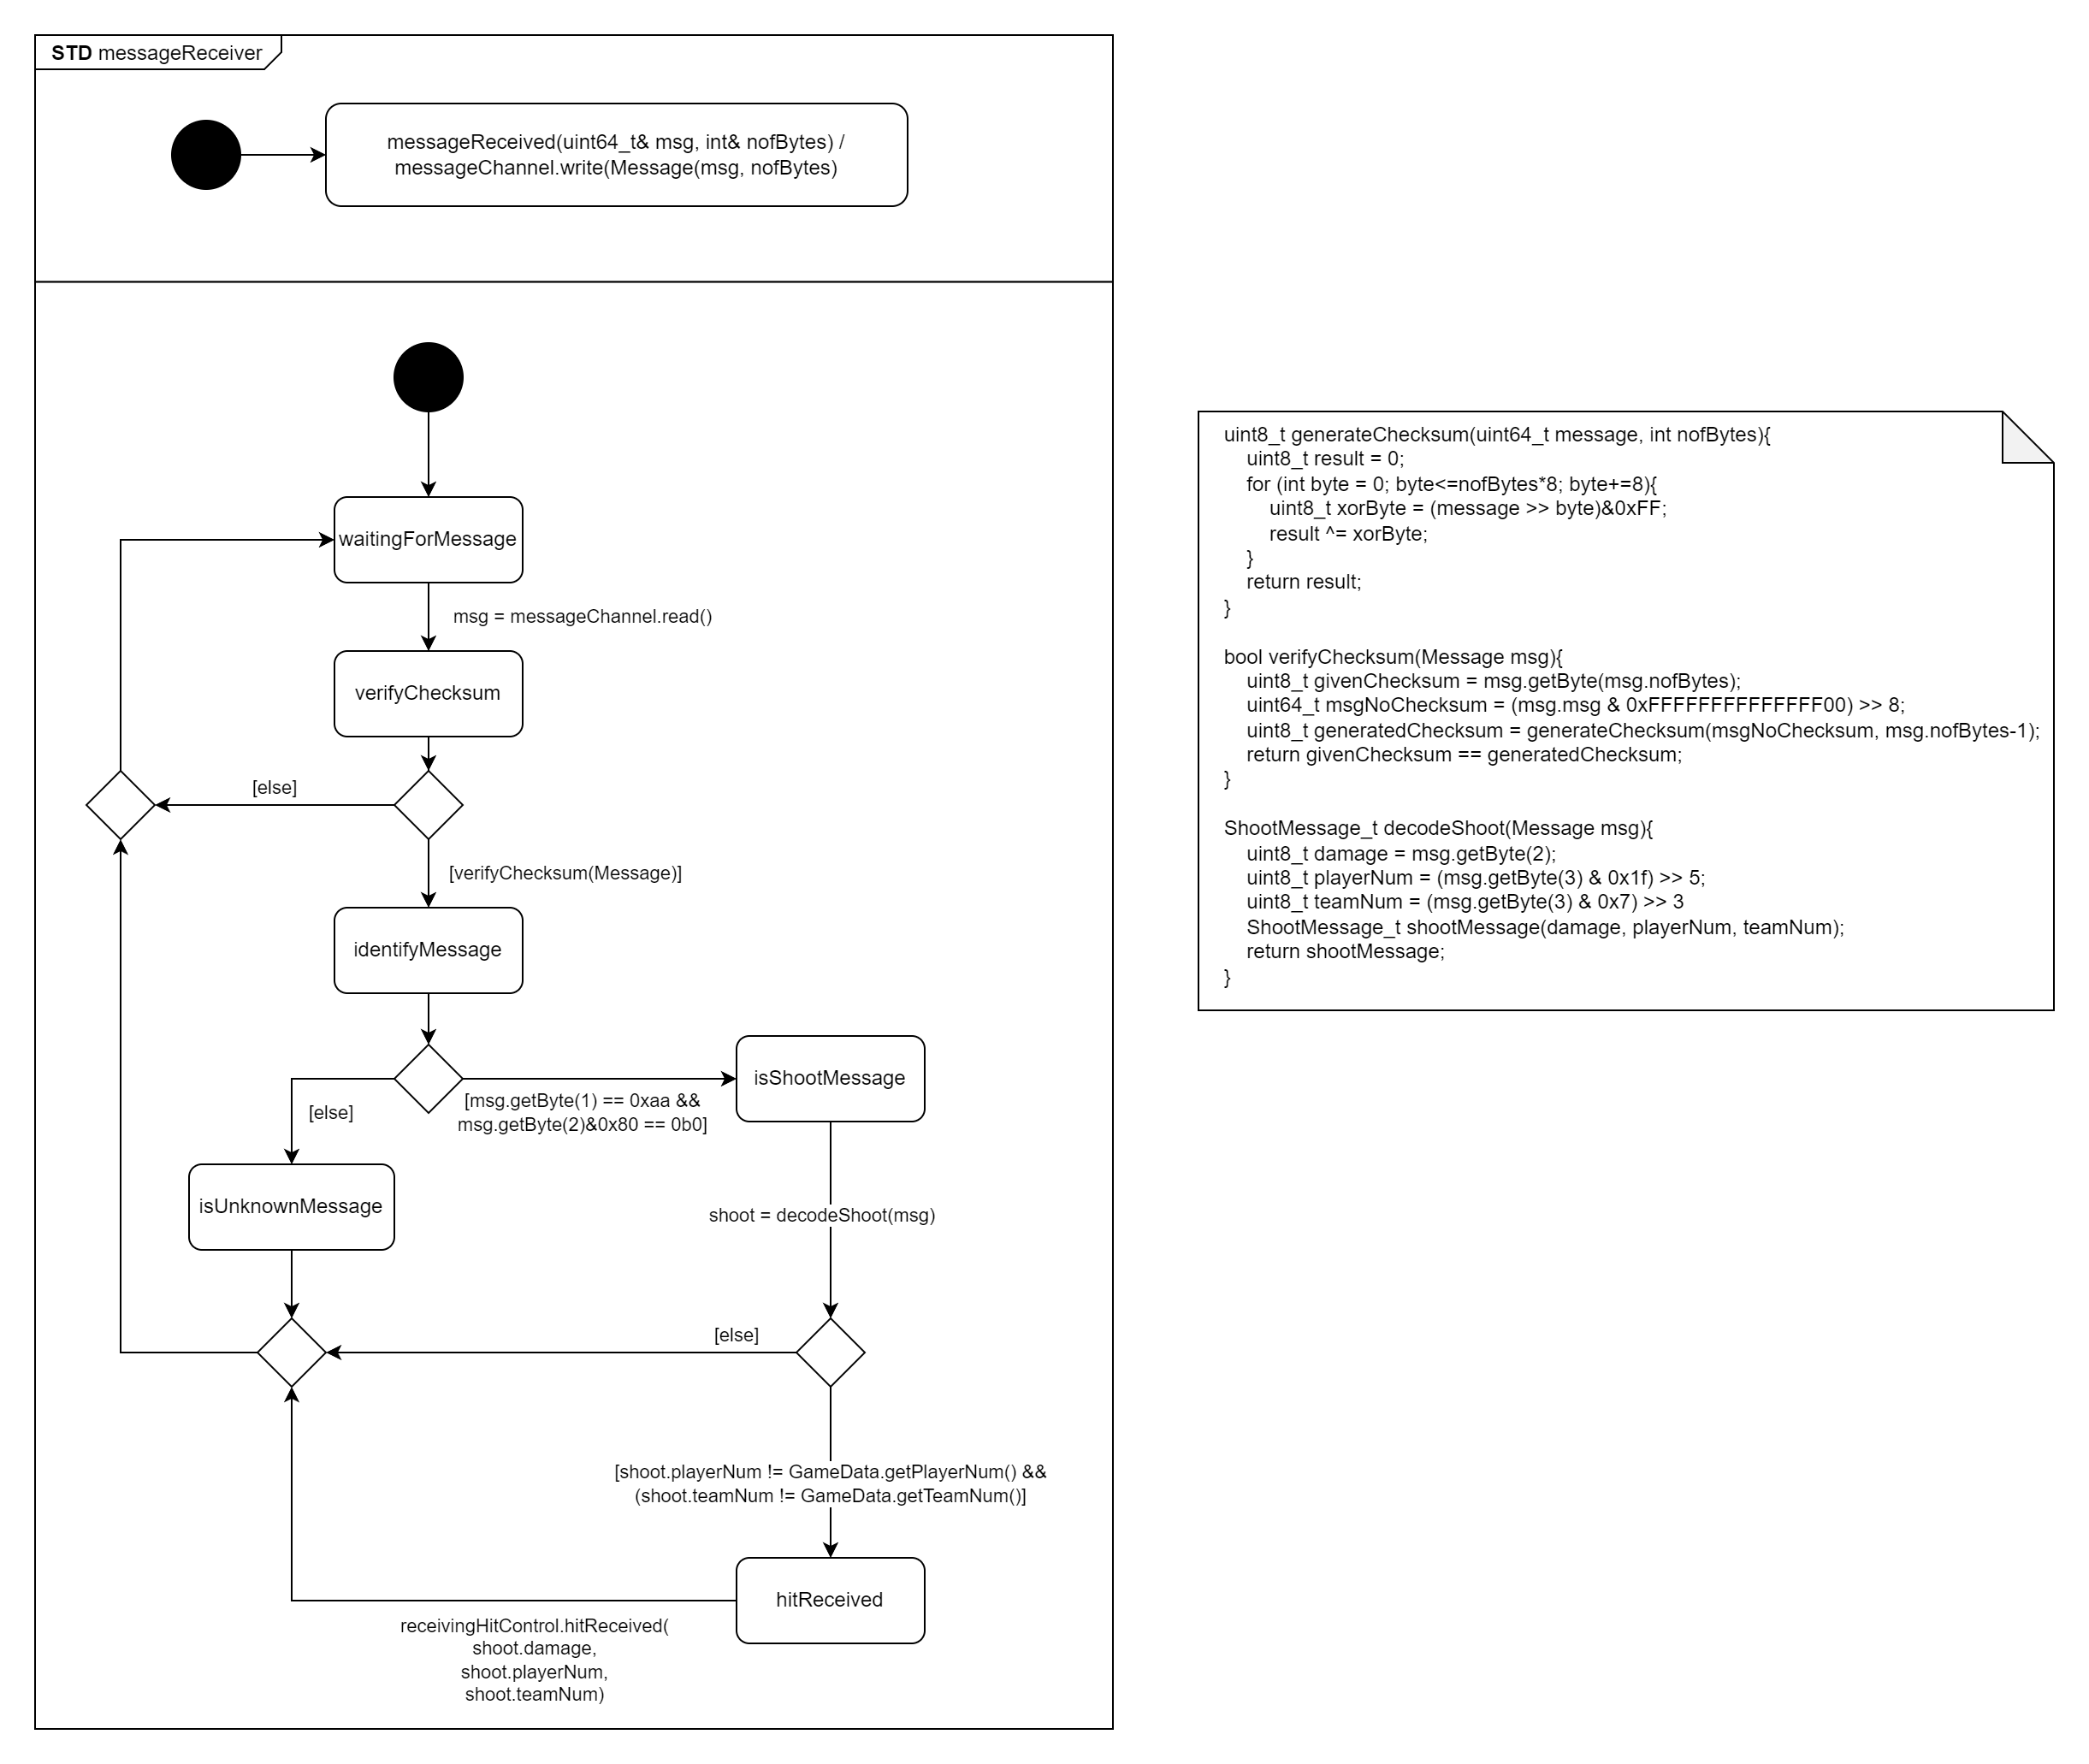 STD messageReceiver
messageReceived(uint64_t& msg, int& nofBytes) /
messageChannel.write(Message(msg, nofBytes)
waitingForMessage
msg = messageChannel.read()
verifyChecksum
[else]
[verifyChecksum(Message)]
identifyMessage
[msg.getByte(1) == 0xaa &&
msg.getByte(2)&0x80 == 0b0]
isShootMessage
[else]
isUnknownMessage
shoot = decodeShoot(msg)
[else]
[shoot.playerNum != GameData.getPlayerNum() &&
(shoot.teamNum != GameData.getTeamNum()]
hitReceived
receivingHitControl.hitReceived(
shoot.damage,
shoot.playerNum,
shoot.teamNum)
uint8_t generateChecksum(uint64_t message, int nofBytes){
uint8_t result = 0;
for (int byte = 0; byte<=nofBytes*8; byte+=8){
uint8_t xorByte = (message >> byte)&0xFF;
result ^= xorByte;
}
return result;
}
bool verifyChecksum(Message msg){
uint8_t givenChecksum = msg.getByte(msg.nofBytes);
uint64_t msgNoChecksum = (msg.msg & 0xFFFFFFFFFFFFFF00) >> 8;
uint8_t generatedChecksum = generateChecksum(msgNoChecksum, msg.nofBytes-1);
return givenChecksum == generatedChecksum;
}
ShootMessage_t decodeShoot(Message msg){
uint8_t damage = msg.getByte(2);
uint8_t playerNum = (msg.getByte(3) & 0x1f) >> 5;
uint8_t teamNum = (msg.getByte(3) & 0x7) >> 3
ShootMessage_t shootMessage(damage, playerNum, teamNum);
return shootMessage;
}